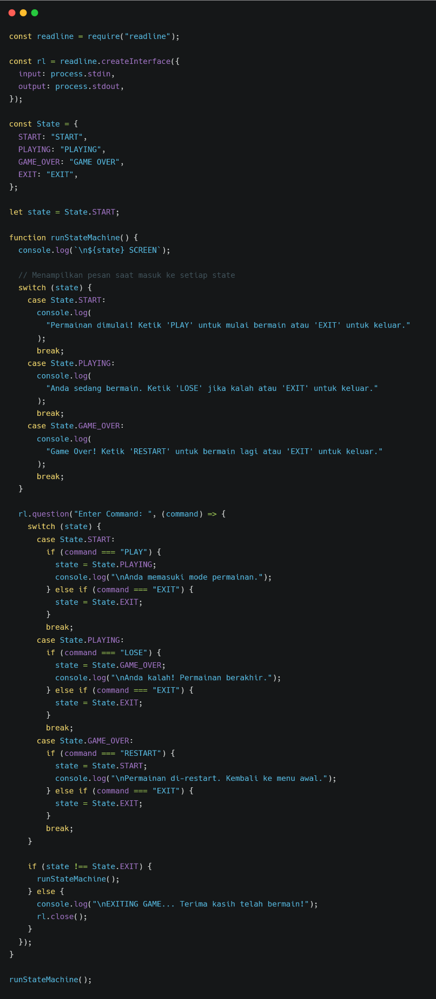 const readline = require("readline");

const rl = readline.createInterface({
  input: process.stdin,
  output: process.stdout,
});

const State = {
  START: "START",
  PLAYING: "PLAYING",
  GAME_OVER: "GAME OVER",
  EXIT: "EXIT",
};

let state = State.START;

function runStateMachine() {
  console.log(`\n${state} SCREEN`);

  // Menampilkan pesan saat masuk ke setiap state
  switch (state) {
    case State.START:
      console.log(
        "Permainan dimulai! Ketik 'PLAY' untuk mulai bermain atau 'EXIT' untuk keluar."
      );
      break;
    case State.PLAYING:
      console.log(
        "Anda sedang bermain. Ketik 'LOSE' jika kalah atau 'EXIT' untuk keluar."
      );
      break;
    case State.GAME_OVER:
      console.log(
        "Game Over! Ketik 'RESTART' untuk bermain lagi atau 'EXIT' untuk keluar."
      );
      break;
  }

  rl.question("Enter Command: ", (command) => {
    switch (state) {
      case State.START:
        if (command === "PLAY") {
          state = State.PLAYING;
          console.log("\nAnda memasuki mode permainan.");
        } else if (command === "EXIT") {
          state = State.EXIT;
        }
        break;
      case State.PLAYING:
        if (command === "LOSE") {
          state = State.GAME_OVER;
          console.log("\nAnda kalah! Permainan berakhir.");
        } else if (command === "EXIT") {
          state = State.EXIT;
        }
        break;
      case State.GAME_OVER:
        if (command === "RESTART") {
          state = State.START;
          console.log("\nPermainan di-restart. Kembali ke menu awal.");
        } else if (command === "EXIT") {
          state = State.EXIT;
        }
        break;
    }

    if (state !== State.EXIT) {
      runStateMachine();
    } else {
      console.log("\nEXITING GAME... Terima kasih telah bermain!");
      rl.close();
    }
  });
}

runStateMachine();